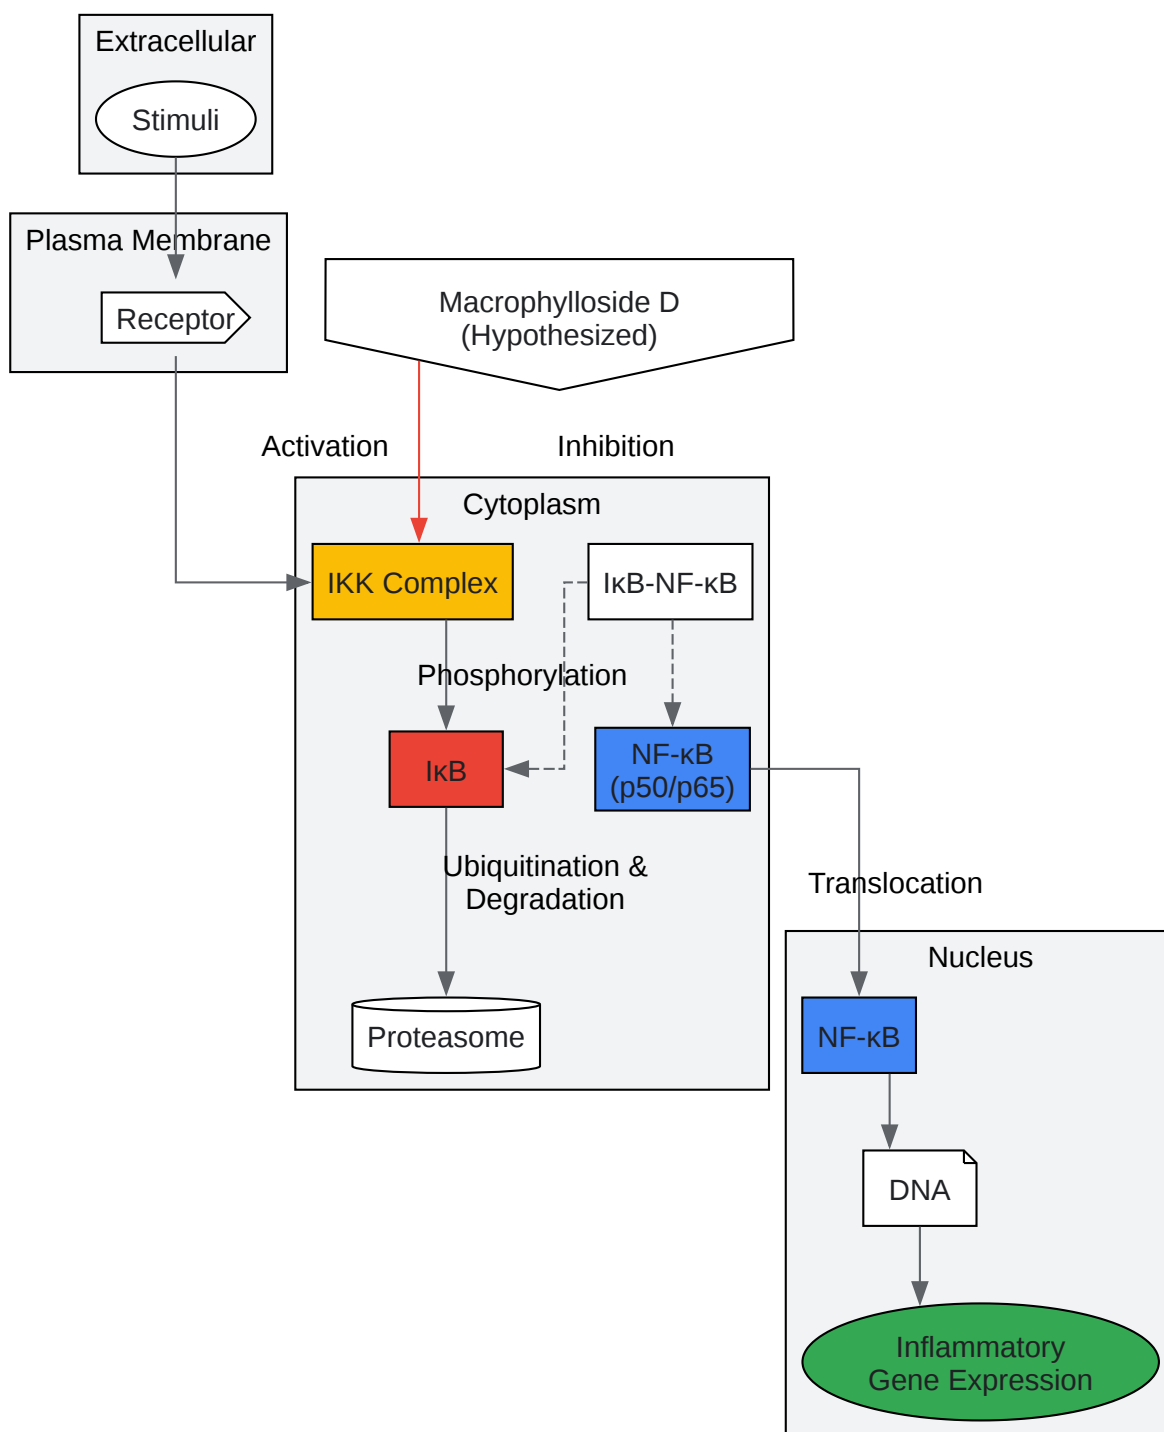 Extracellular
Stimuli
Plasma Membrane
Receptor
Macrophylloside D
(Hypothesized)
Activation
Inhibition
Cytoplasm
IKK Complex
IκB-NF-κB
Phosphorylation
IκB
NF-κB
(p50/p65)
Ubiquitination &
Degradation
Translocation
Proteasome
Nucleus
NF-κB
DNA
Inflammatory
Gene Expression